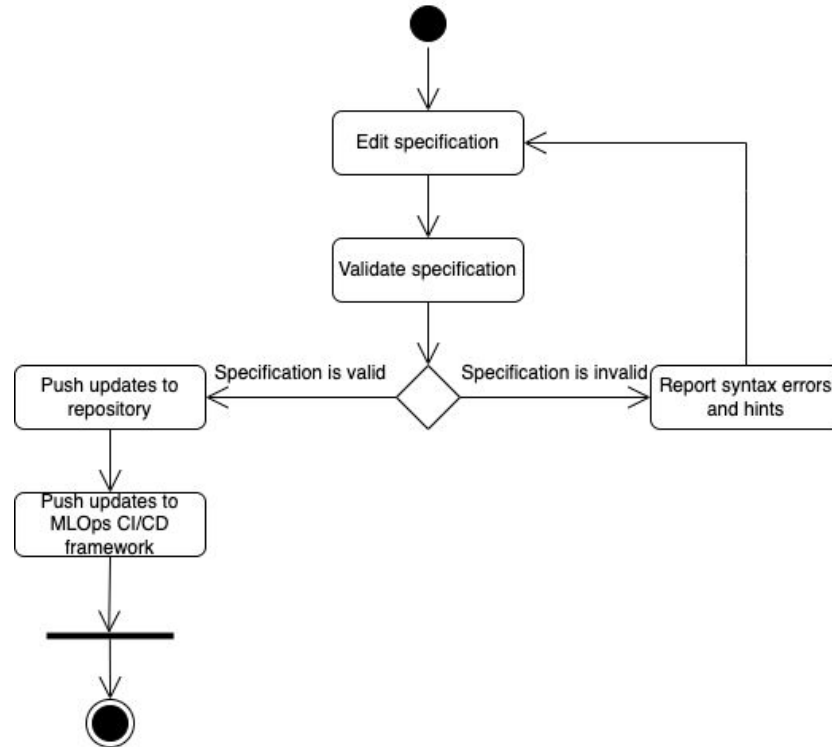 Edit specification
Validate specification
Specification is valid
Specification is invalid
Push updates to
repository
Report syntax errors
and hints
Push updates to
MLOps CI/CD
framework